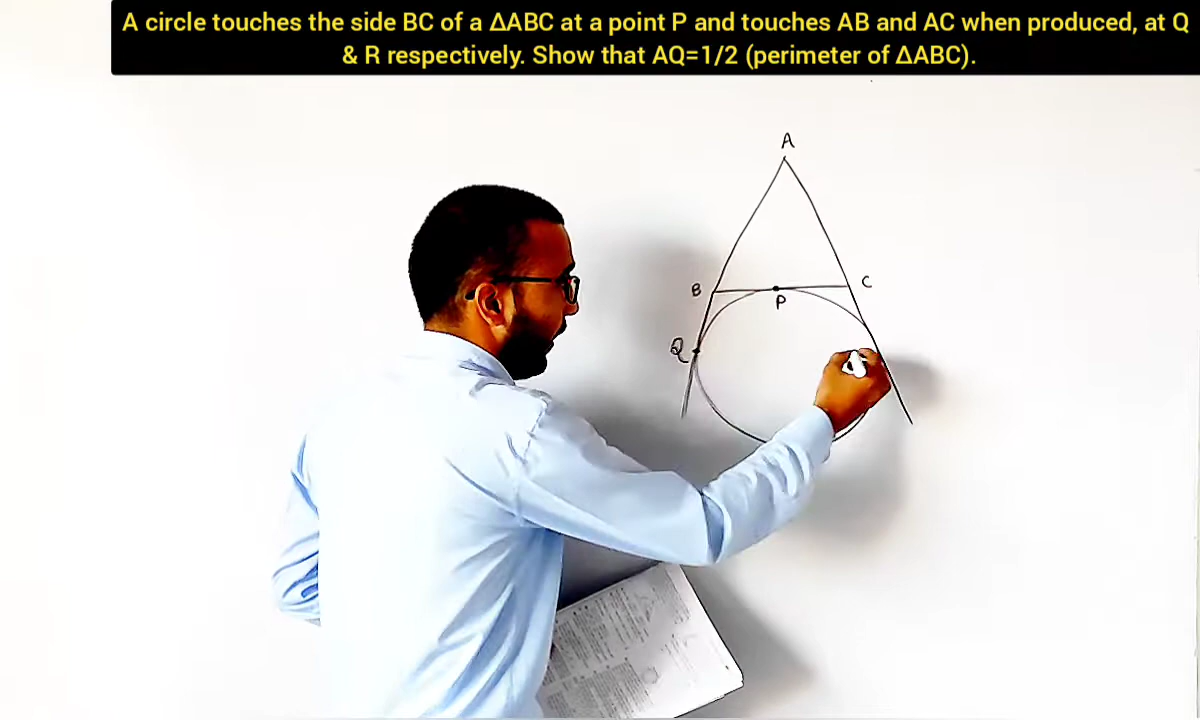 A circle touches the side BC of a ΔABC at a point P and touches AB and AC when produced, at Q
& R respectively. Show that AQ=1/2 (perimeter of ΔABC).
A
B
C
P
Q